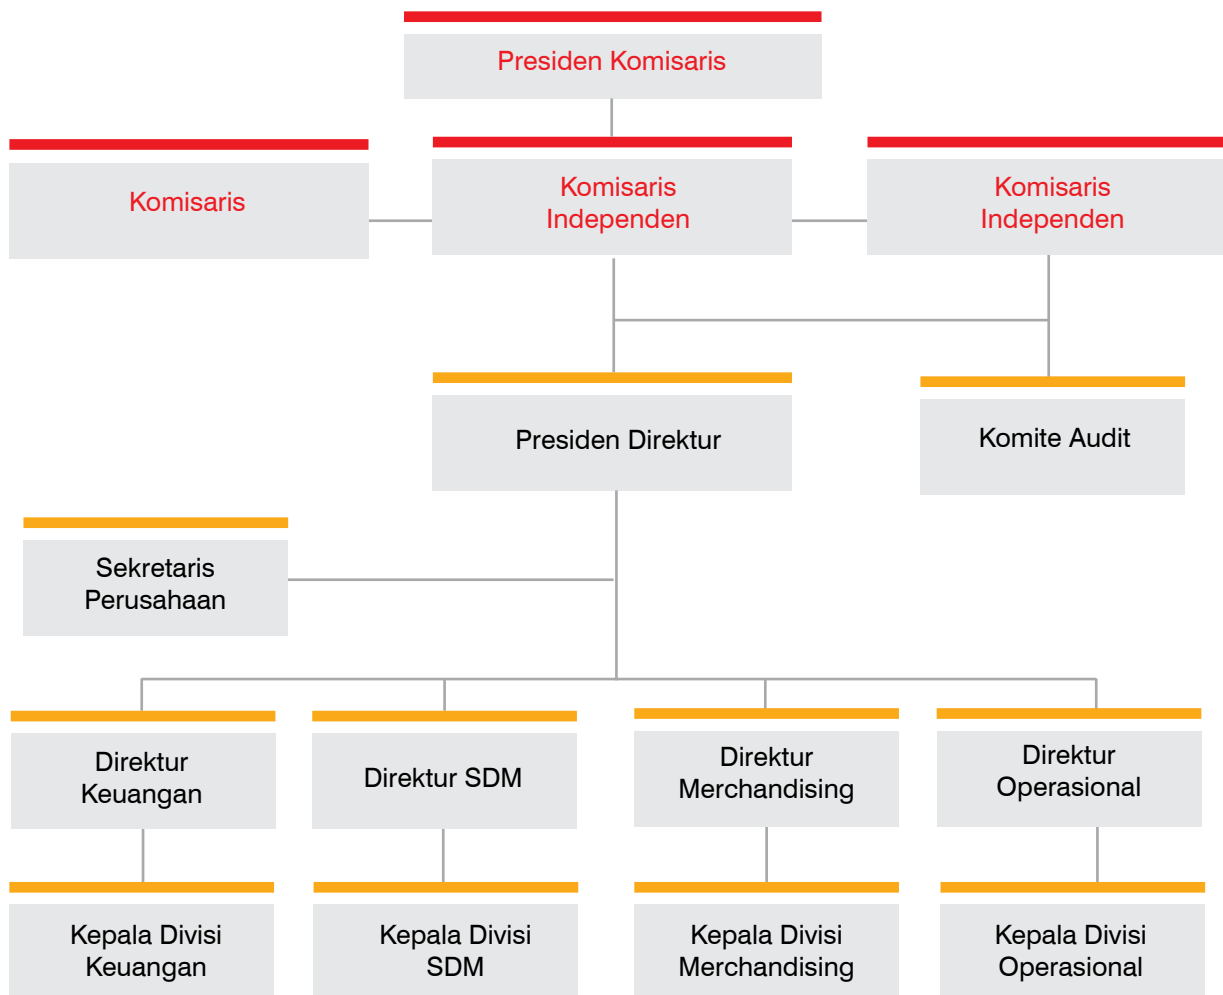 Presiden Komisaris
Komisaris
Komisaris
Independen
Komisaris
Independen
Presiden Direktur
Komite Audit
Sekretaris
Perusahaan
Direktur
Keuangan
Direktur SDM
Direktur
Merchandising
Direktur
Operasional
Kepala Divisi
Keuangan
Kepala Divisi
SDM
Kepala Divisi
Merchandising
Kepala Divisi
Operasional